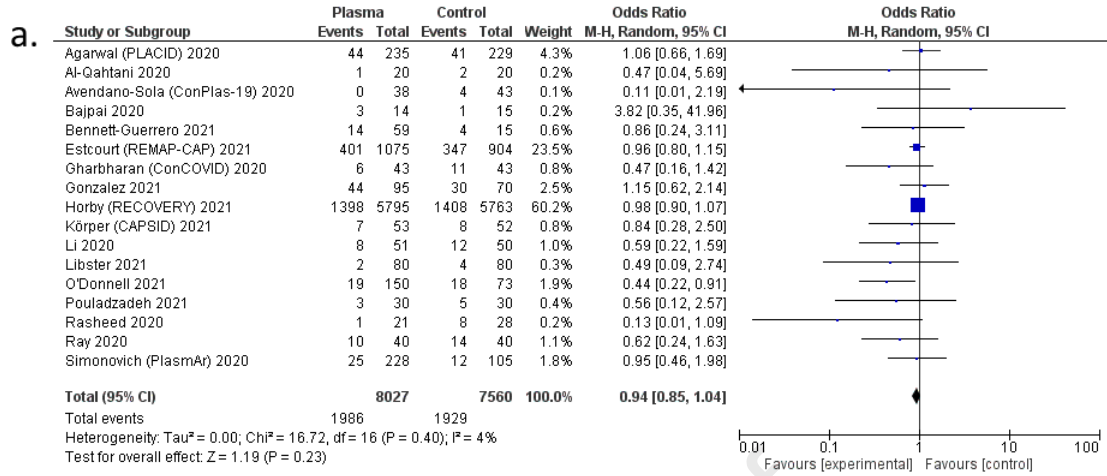 a.
Plasma Control Odds Ratio Odds Ratio
Study or Subgroup Events Total Events Total Weight M-H, Random, 95% CI M-H, Random, 95% CI
Agarwal (PLACID) 2020 44 235 41 229 4.3% 1.06 [0.66, 1.69]
Al-Qahtani 2020 1 20 2 20 0.2% 0.47 [0.04, 5.69]
Avendano-Sola (ConPlas-19) 2020 0 38 4 43 0.1% 0.11 [0.01, 2.19]
Bajpai 2020 3 14 1 15 0.2% 3.82 [0.35, 41.96]
Bennett-Guerrero 2021 14 59 4 15 0.6% 0.86 [0.24, 3.11]
Estcourt (REMAP-CAP) 2021 401 1075 347 904 23.5% 0.96 [0.80, 1.15]
Gharbharan (ConCOVID) 2020 6 43 11 43 0.8% 0.47 [0.16, 1.42]
Gonzalez 2021 44 95 30 70 2.5% 1.15 [0.62, 2.14]
Horby (RECOVERY) 2021 1398 5795 1408 5763 60.2% 0.98 [0.90, 1.07]
Körper (CAPSID) 2021 7 53 8 52 0.8% 0.84 [0.28, 2.50]
Li 2020 8 51 12 50 1.0% 0.59 [0.22, 1.59]
Libster 2021 2 80 4 80 0.3% 0.49 [0.09, 2.74]
O'Donnell 2021 19 150 18 73 1.9% 0.44 [0.22, 0.91]
Pouladzadeh 2021 3 30 5 30 0.4% 0.56 [0.12, 2.57]
Rasheed 2020 1 21 8 28 0.2% 0.13 [0.01, 1.09]
Ray 2020 10 40 14 40 1.1% 0.62 [0.24, 1.63]
Simonovich (PlasmAr) 2020 25 228 12 105 1.8% 0.95 [0.46, 1.98]
Total (95% CI) 8027 7560 100.0% 0.94 [0.85, 1.04]
Total events 1986 1929
Heterogeneity: Tau² = 0.00; Chi² = 16.72, df = 16 (P = 0.40); I² = 4%
Test for overall effect: Z = 1.19 (P = 0.23)
0.01 0.1 1 10 100
Favours [experimental] Favours [control]